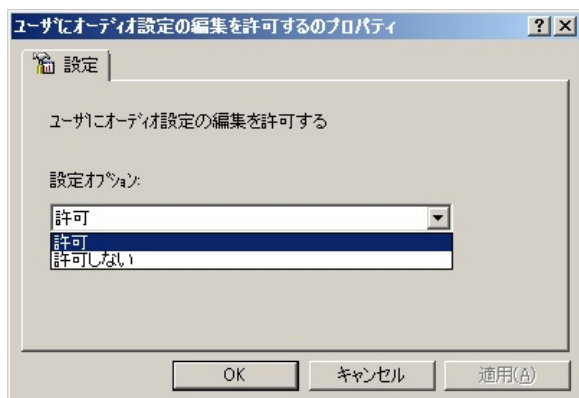 ユーザにオーディオ設定の編集を許可するのプロパティ
設定
ユーザにオーディオ設定の編集を許可する
設定オプション:
許可
許可
許可しない
OK
キャンセル
適用(A)